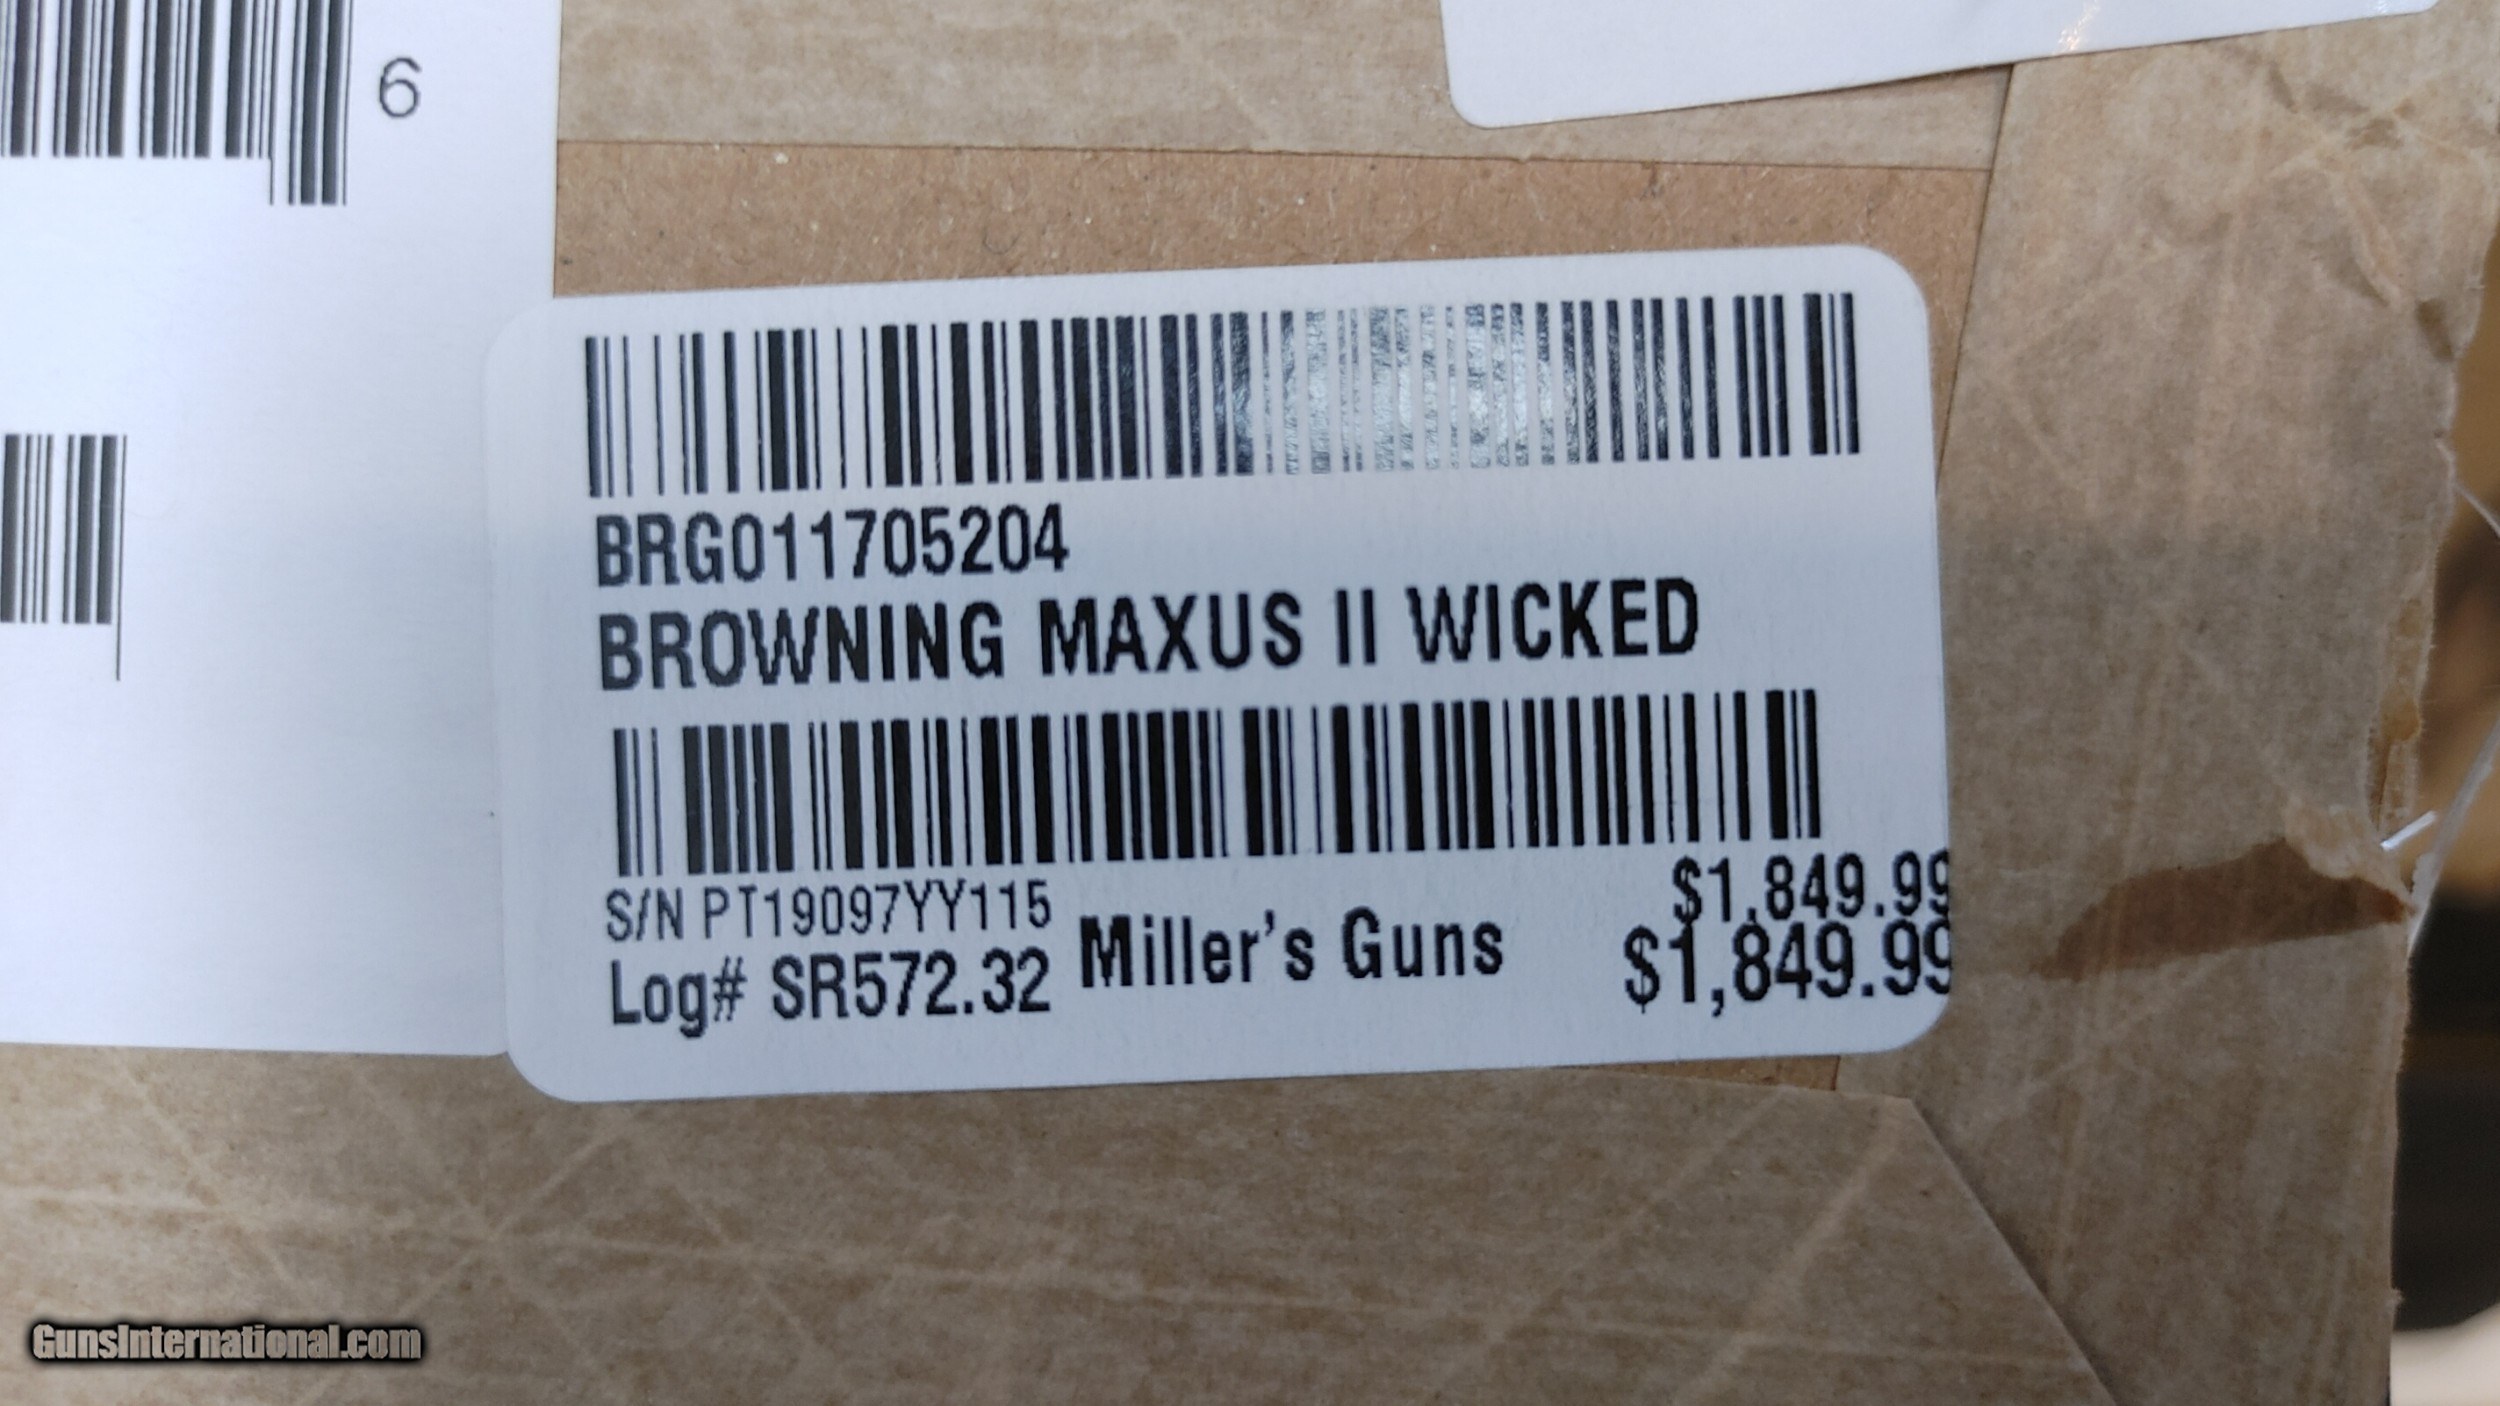 6
BRG011705204
BROWNING MAXUS II WICKED
S/N PT19097YY115
Log# SR572.32
Miller's Guns
$1,849.99
$1,849.99
GunsInternational.com